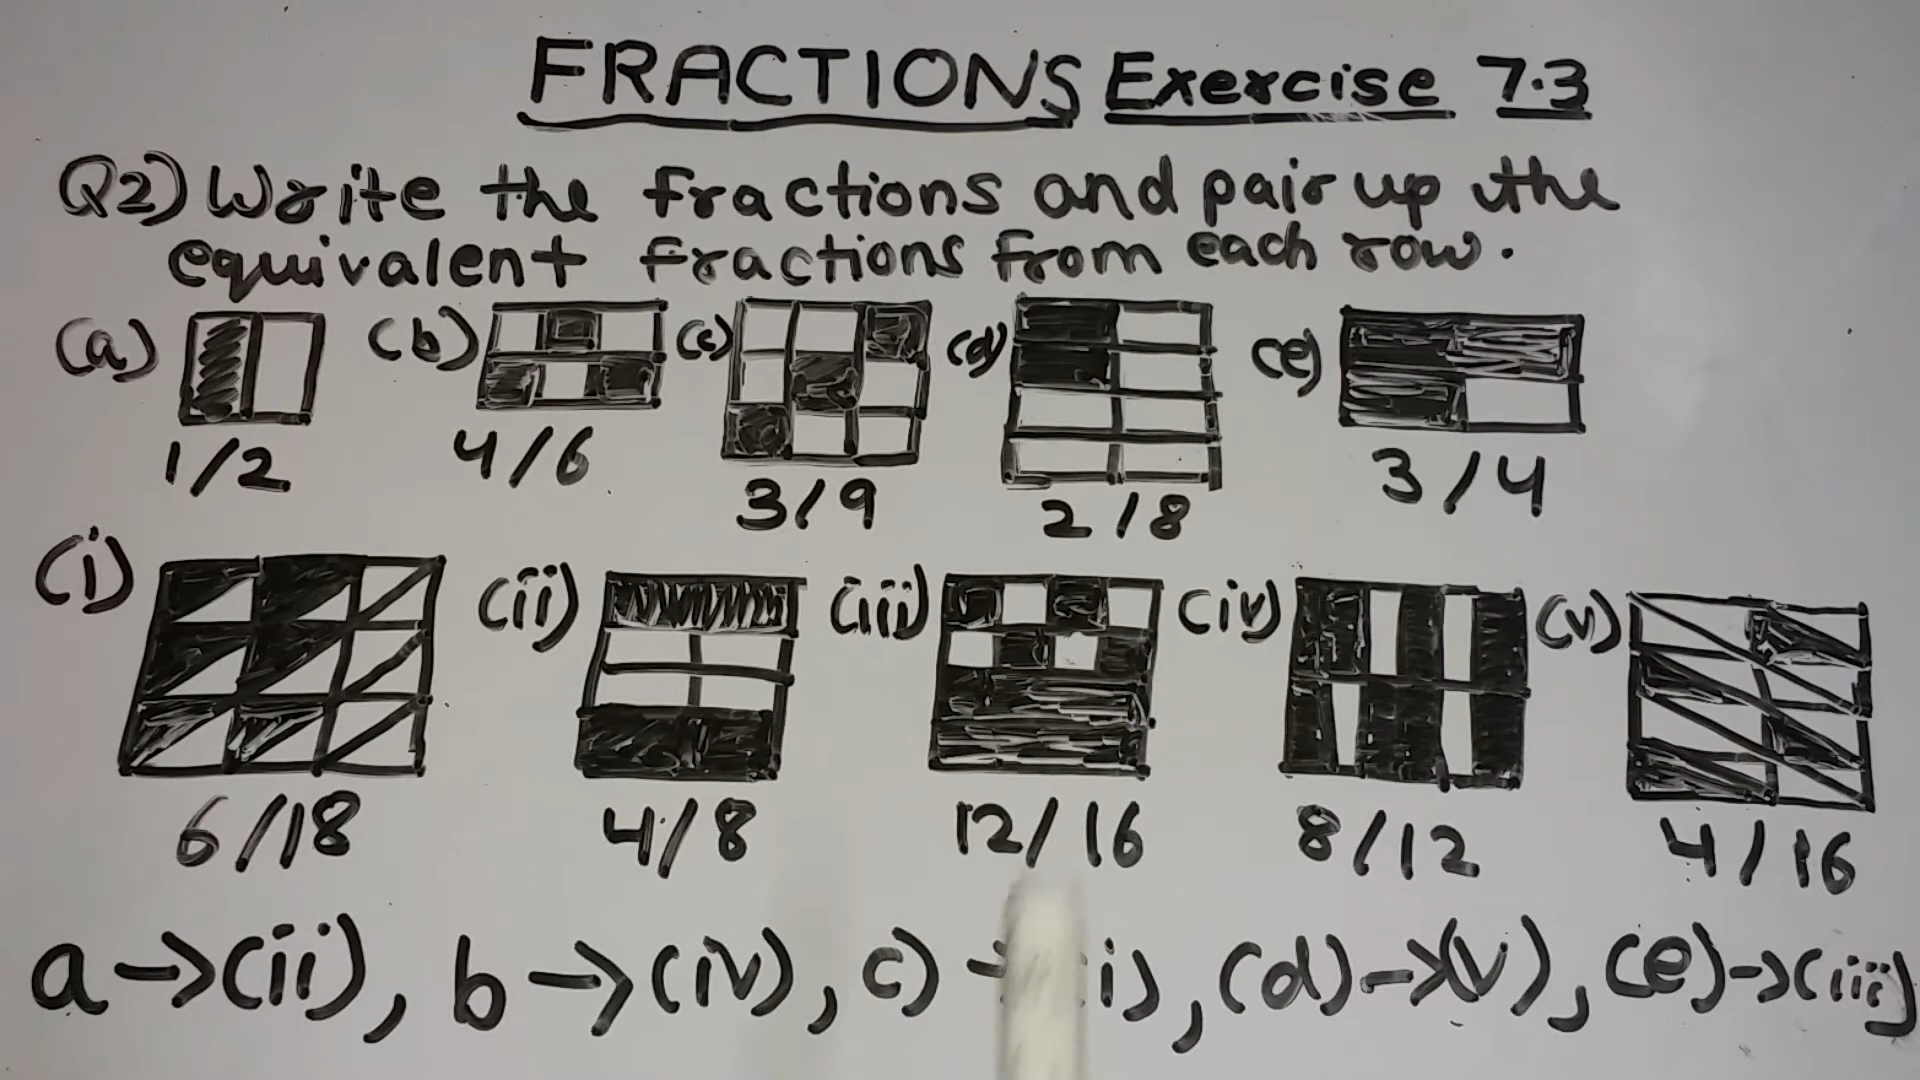 FRACTIONS Exercise 7.3
Q2) Write the fractions and pair up the
equivalent fractions from each row.
(a) (b) (c) (d) (e)
1/2 4/6 3/9 2/8 3/4
(i) (ii) (iii) (iv) (v)
6/18 4/8 12/16 8/12 4/16
a→(ii), b→(iv), c) i), (d)→(v), (e)→(iii)